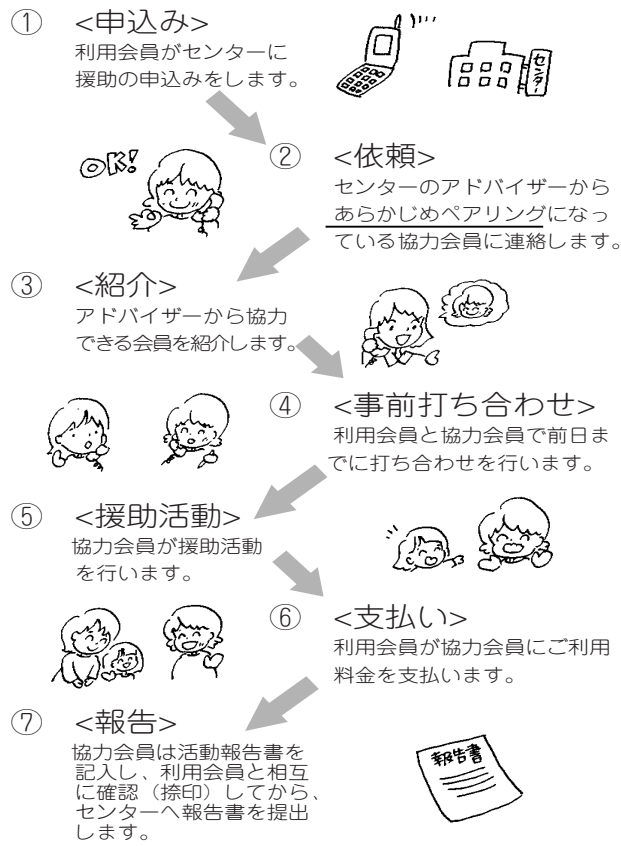 ① <申込み>
利用会員がセンターに
援助の申込みをします。
センター
OK!
② <依頼>
センターのアドバイザーから
あらかじめペアリングになっ
ている協力会員に連絡します。
③ <紹介>
アドバイザーから協力
できる会員を紹介します。
④ <事前打ち合わせ>
利用会員と協力会員で前日ま
でに打ち合わせを行います。
⑤ <援助活動>
協力会員が援助活動
を行います。
⑥ <支払い>
利用会員が協力会員にご利用
料金を支払います。
⑦ <報告>
協力会員は活動報告書を
記入し、利用会員と相互
に確認（捺印）してから、
センターへ報告書を提出
します。
報告書